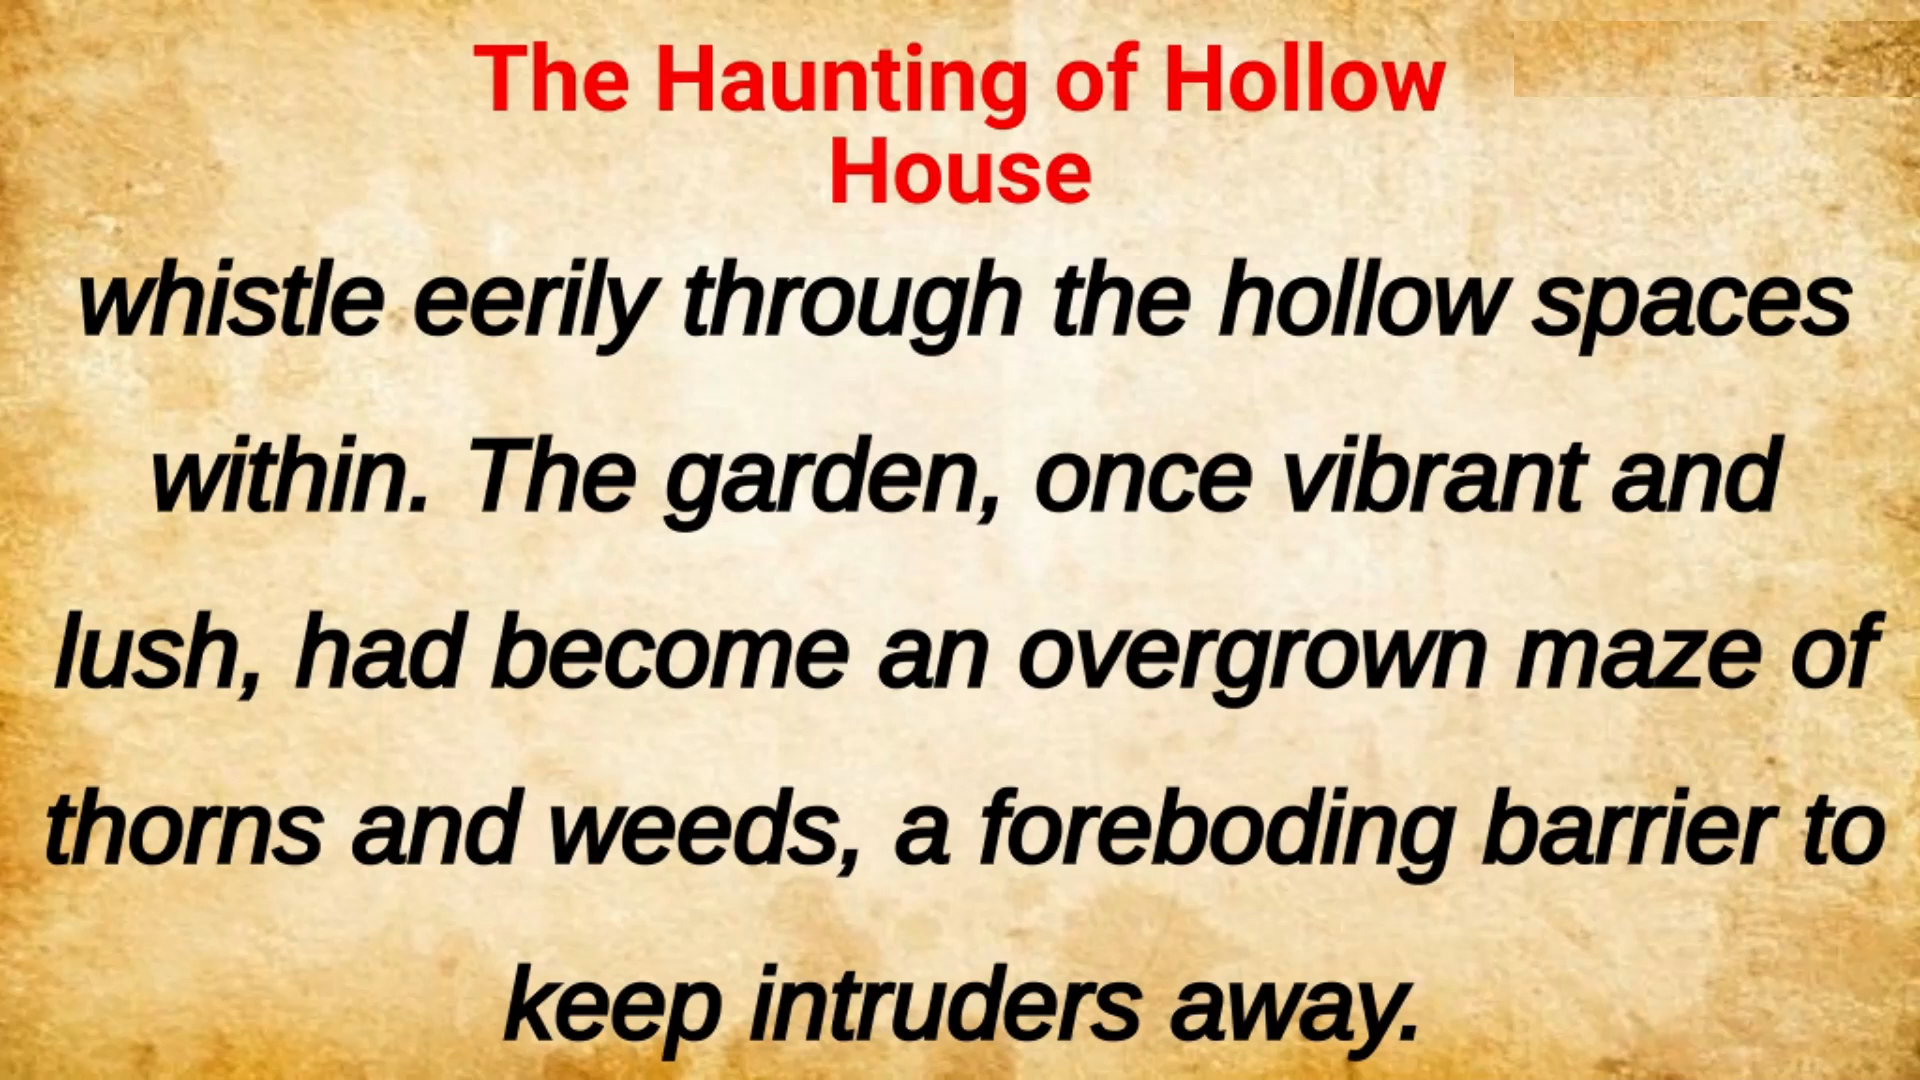 The Haunting of Hollow
House
whistle eerily through the hollow spaces
within. The garden, once vibrant and
lush, had become an overgrown maze of
thorns and weeds, a foreboding barrier to
keep intruders away.